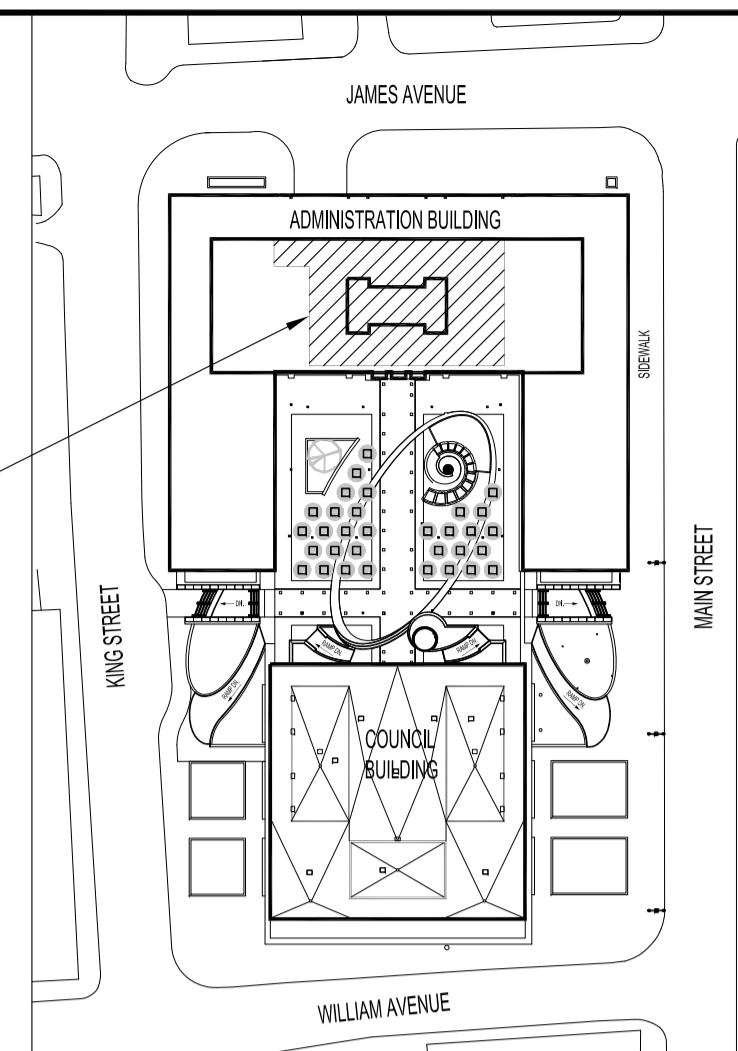 JAMES AVENUE
ADMINISTRATION BUILDING
SIDEWALK
MAIN STREET
KING STREET
DN.
DN.
RAMP DN.
RAMP DN.
RAMP DN.
RAMP DN.
COUNCIL
BUILDING
WILLIAM AVENUE